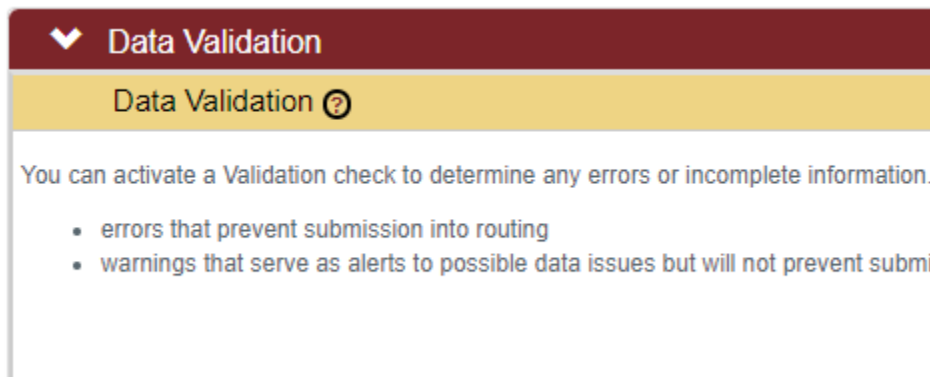 Data Validation
Data Validation ?
You can activate a Validation check to determine any errors or incomplete information.
• errors that prevent submission into routing
• warnings that serve as alerts to possible data issues but will not prevent